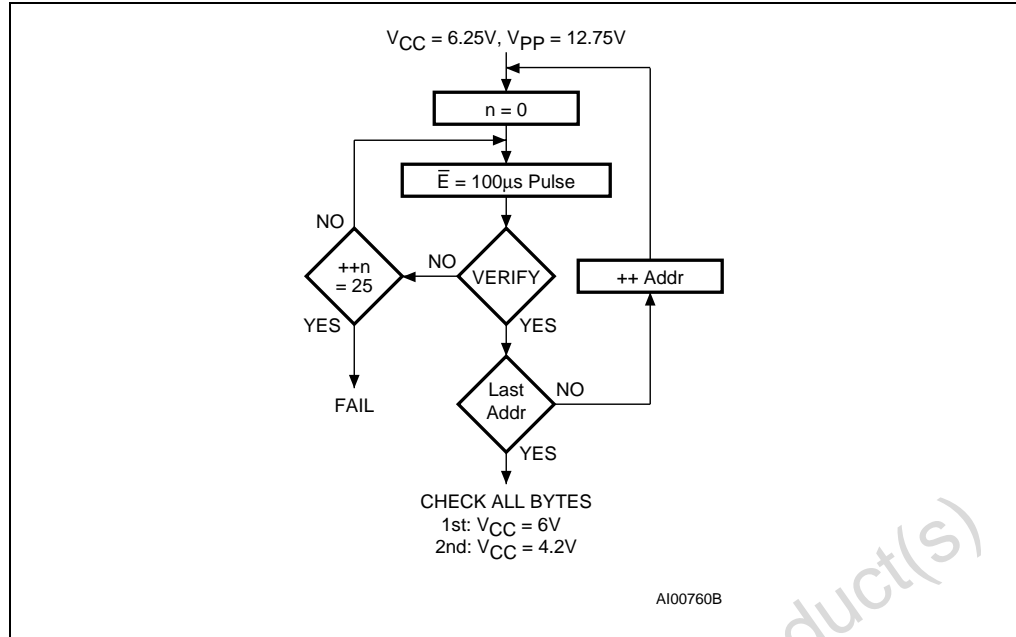 VCC = 6.25V, VPP = 12.75V
n = 0
E̅ = 100μs Pulse
NO
++n
= 25
NO
VERIFY
++ Addr
YES
YES
FAIL
Last
Addr
NO
YES
CHECK ALL BYTES
1st: VCC = 6V
2nd: VCC = 4.2V
AI00760B